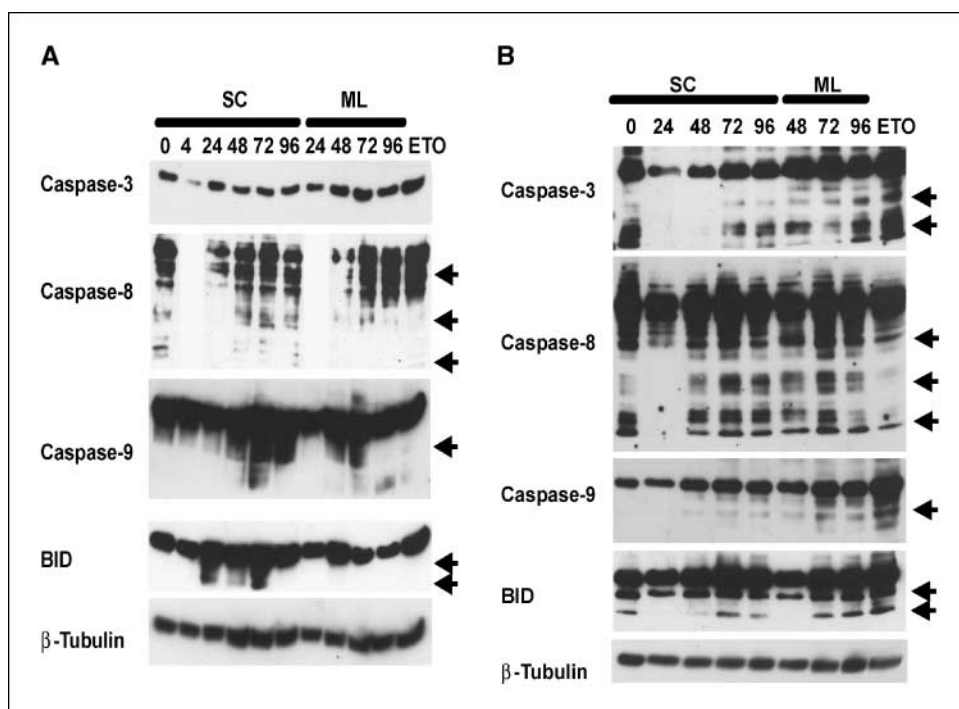 A
SC ML
0 4 24 48 72 96 24 48 72 96 ETO
Caspase-3
Caspase-8
Caspase-9
BID
β-Tubulin
B
SC ML
0 24 48 72 96 48 72 96 ETO
Caspase-3
Caspase-8
Caspase-9
BID
β-Tubulin